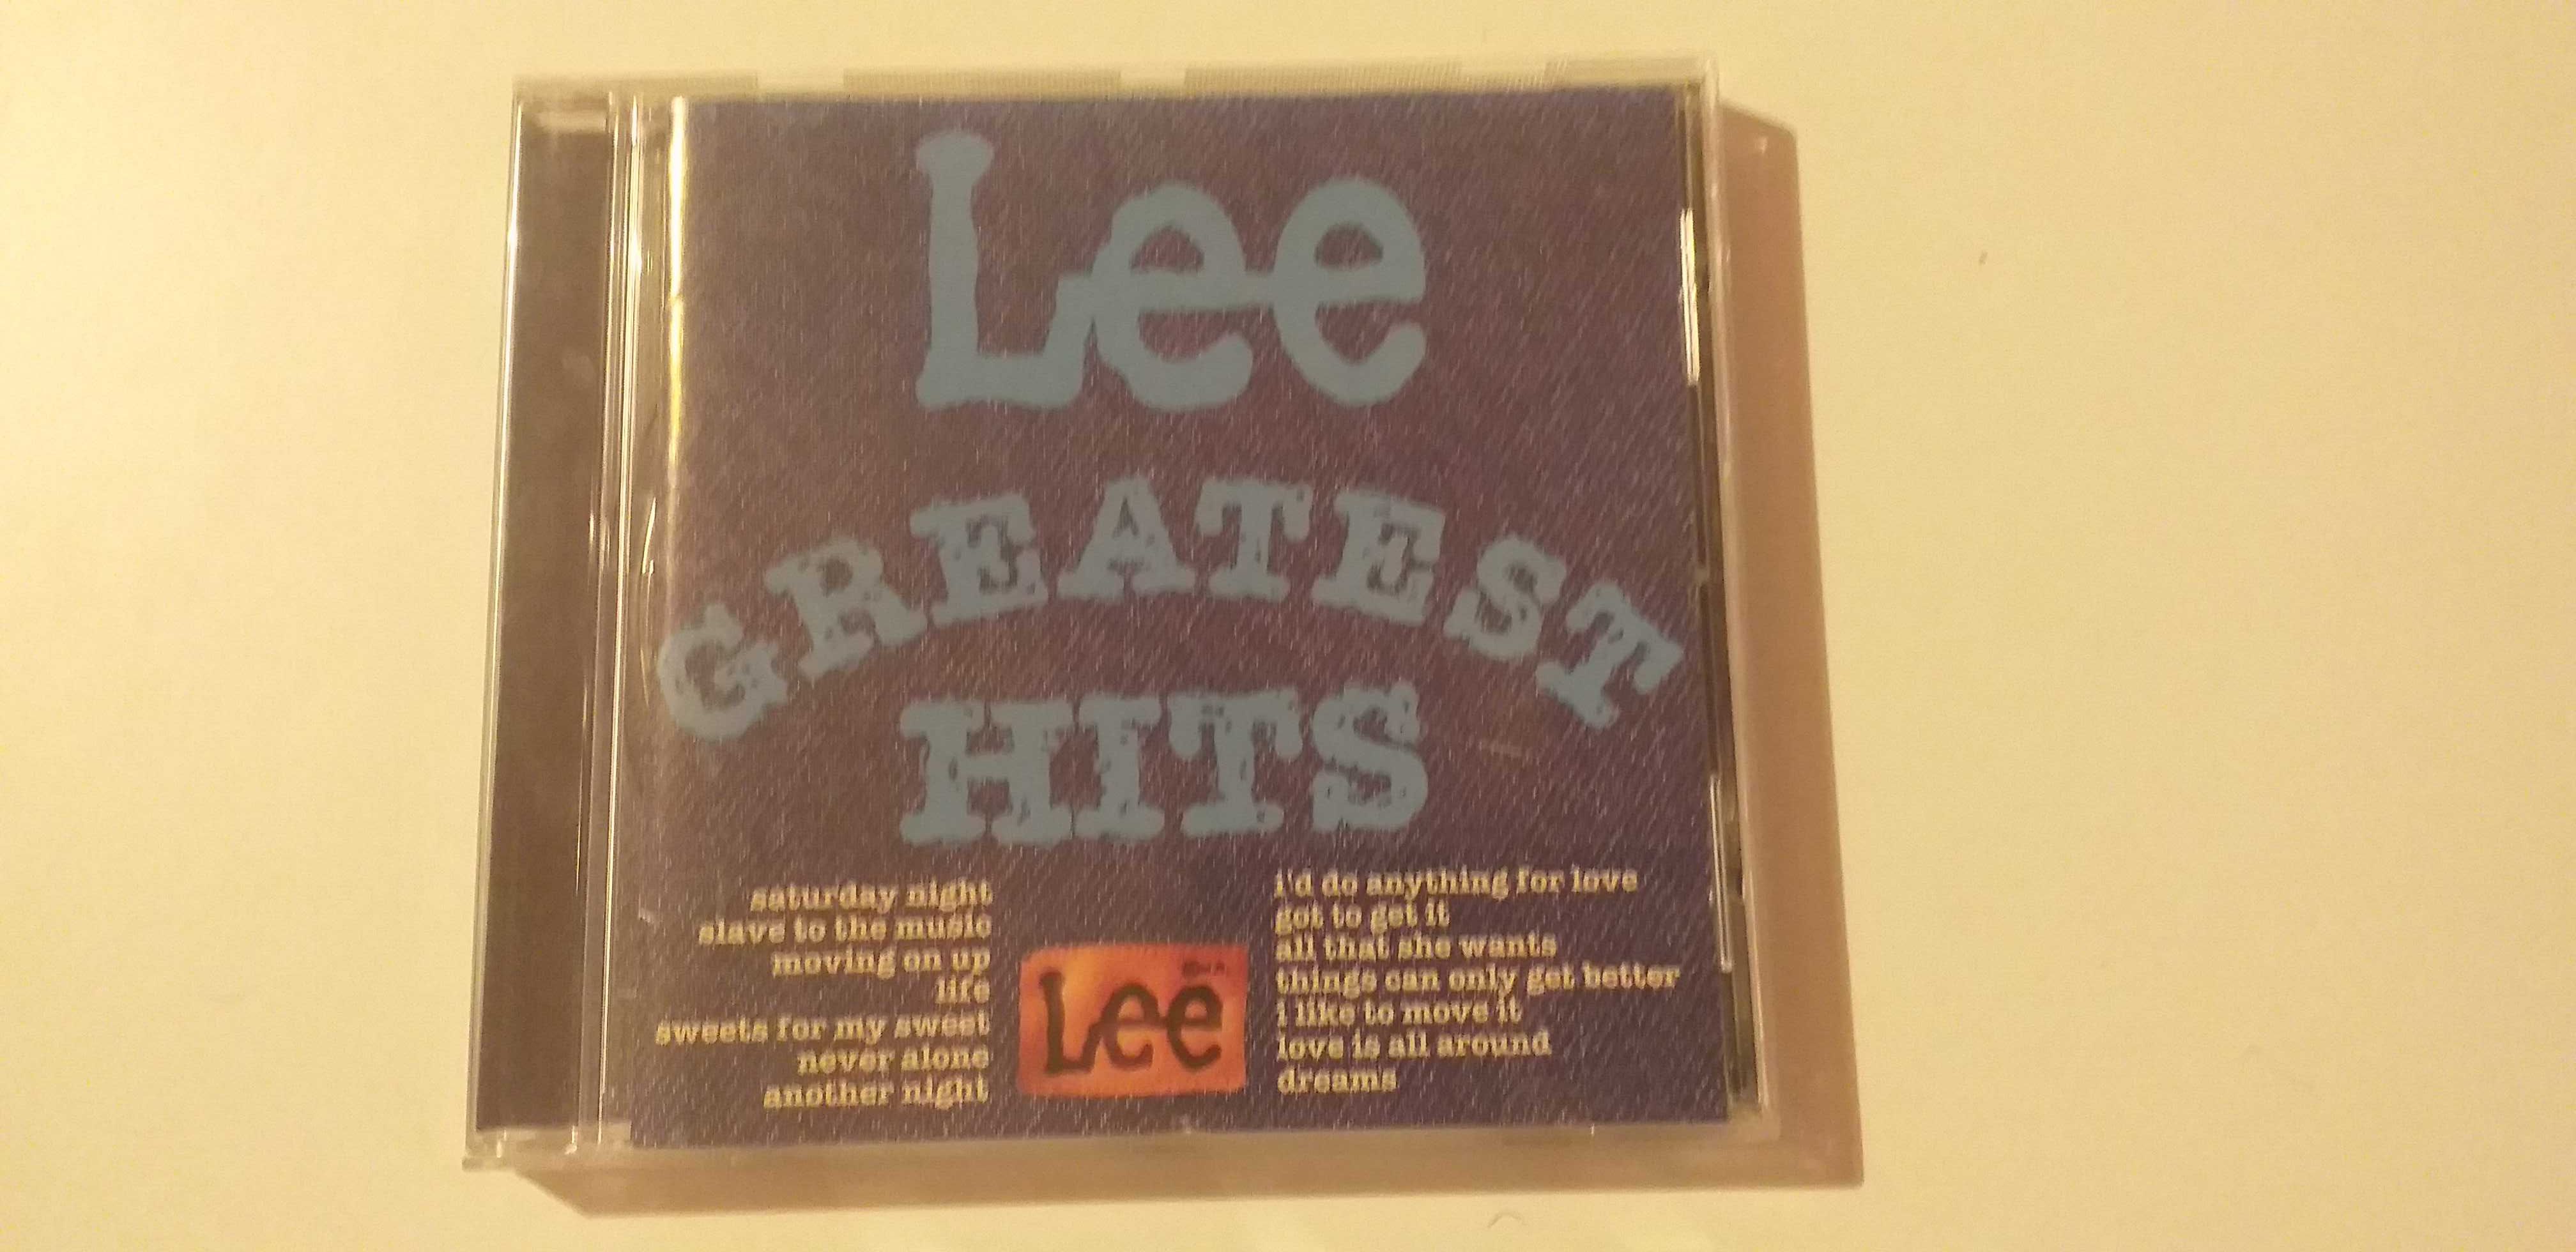 Lee
GREATEST
HITS
saturday night
slave to the music
moving on up
life
sweets for my sweet
never alone
another night
Lee
i'd do anything for love
got to get it
all that she wants
things can only get better
i like to move it
love is all around
dreams